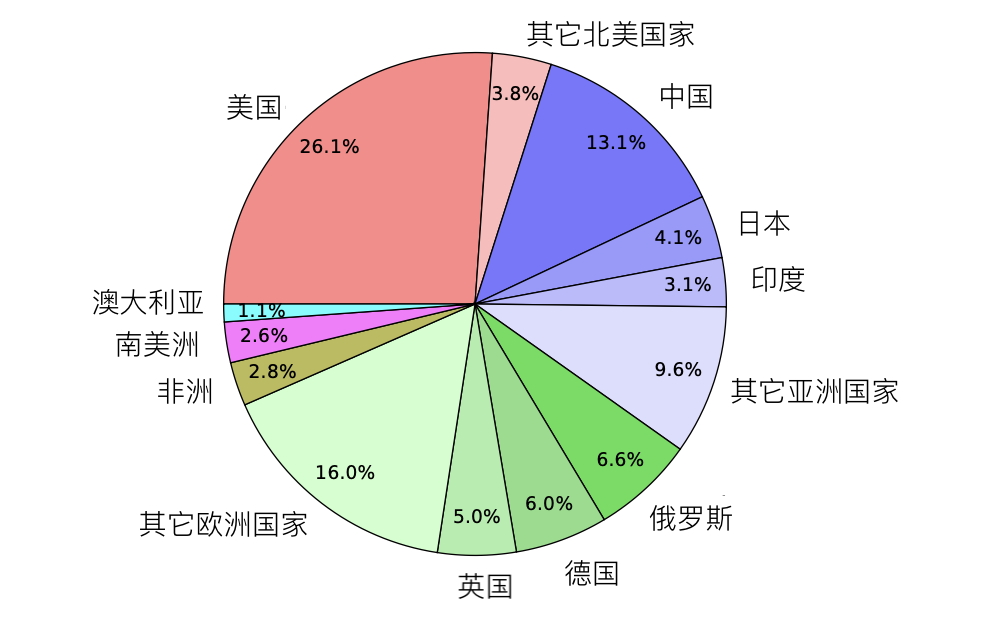 其它北美国家
3.8%
中国
13.1%
美国
26.1%
日本
4.1%
印度
3.1%
澳大利亚
1.1%
南美洲
2.6%
非洲
2.8%
其它亚洲国家
9.6%
俄罗斯
6.6%
其它欧洲国家
16.0%
英国
5.0%
德国
6.0%